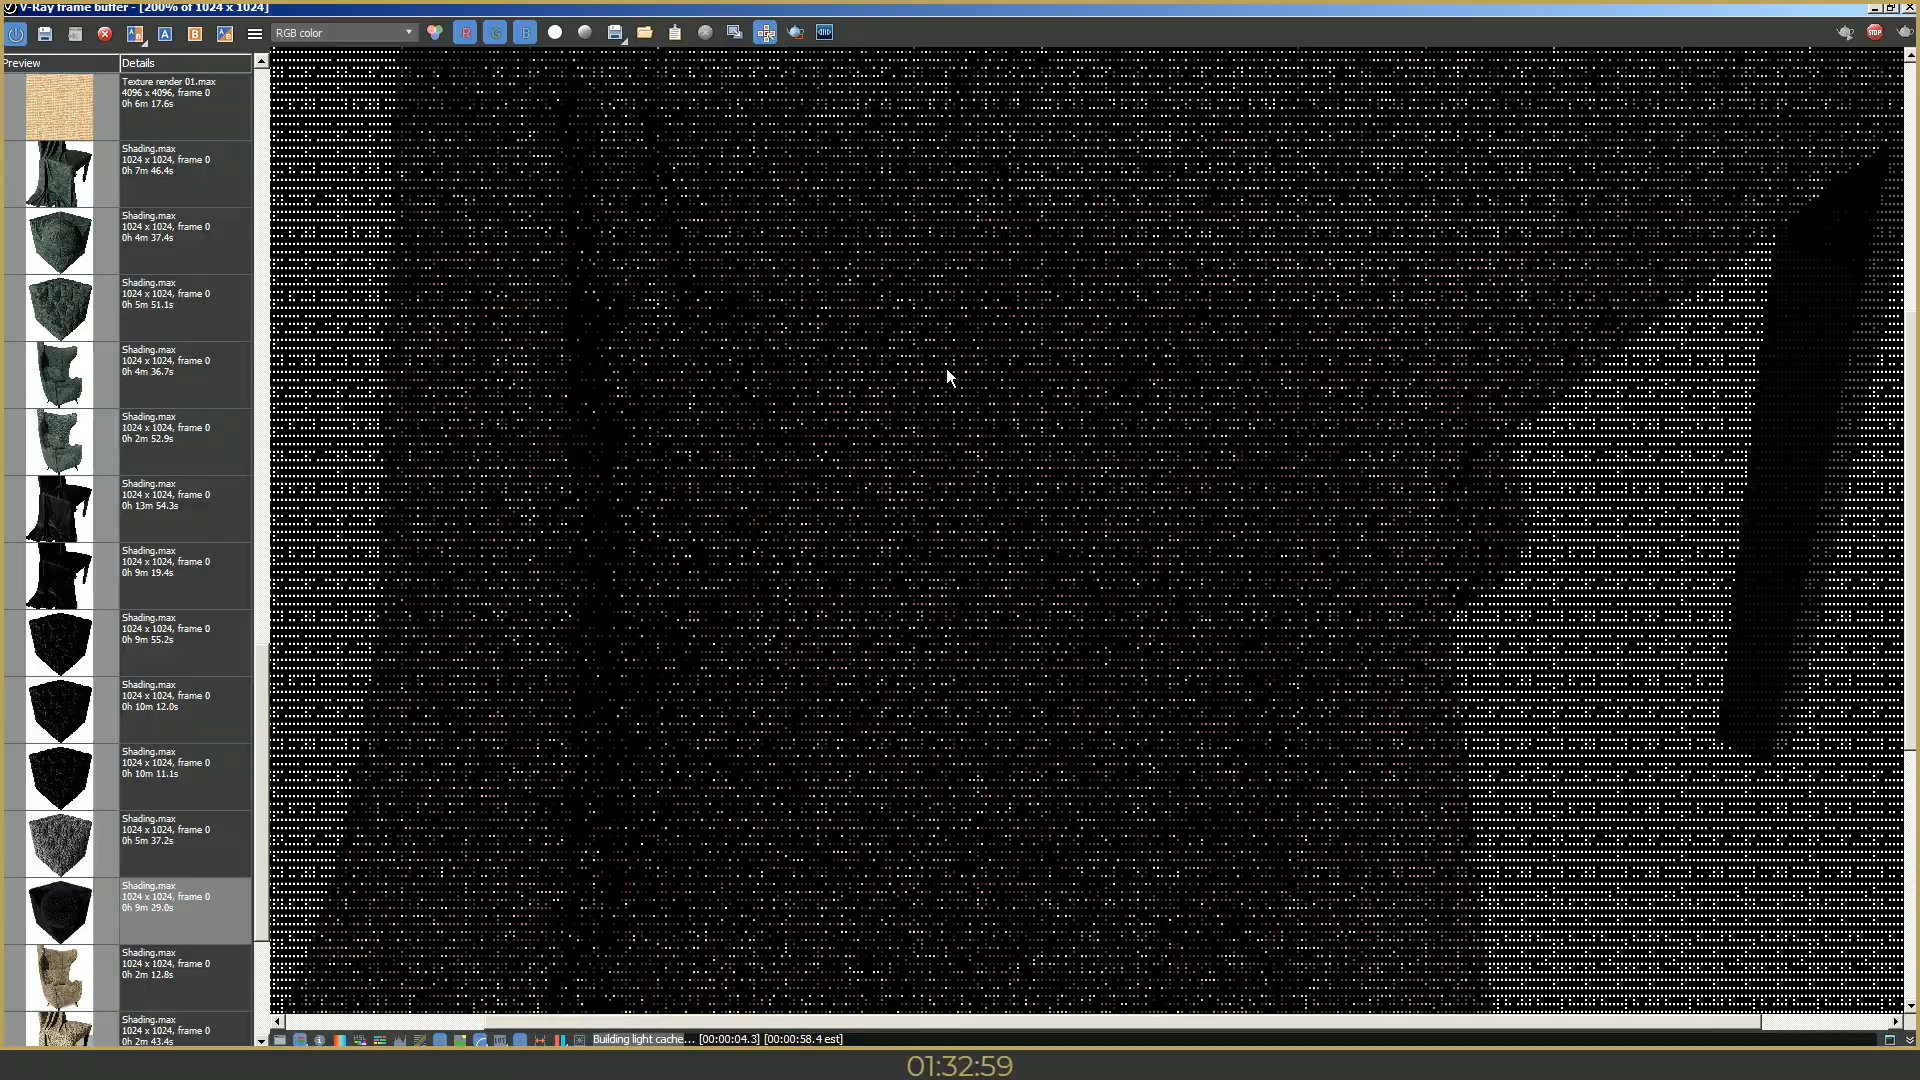 V-Ray frame buffer - [200% of 1024 x 1024]
A
B
A
B
A
B
RGB color
R
G
B
STOP
Preview
Details
Texture render 01.max
4096 x 4096, frame 0
0h 6m 17.6s
Shading.max
1024 x 1024, frame 0
0h 7m 46.4s
Shading.max
1024 x 1024, frame 0
0h 4m 37.4s
Shading.max
1024 x 1024, frame 0
0h 5m 51.1s
Shading.max
1024 x 1024, frame 0
0h 4m 36.7s
Shading.max
1024 x 1024, frame 0
0h 2m 52.9s
Shading.max
1024 x 1024, frame 0
0h 13m 54.3s
Shading.max
1024 x 1024, frame 0
0h 9m 19.4s
Shading.max
1024 x 1024, frame 0
0h 9m 55.2s
Shading.max
1024 x 1024, frame 0
0h 10m 12.0s
Shading.max
1024 x 1024, frame 0
0h 10m 11.1s
Shading.max
1024 x 1024, frame 0
0h 5m 37.2s
Shading.max
1024 x 1024, frame 0
0h 9m 29.0s
Shading.max
1024 x 1024, frame 0
0h 2m 12.8s
Shading.max
1024 x 1024, frame 0
0h 2m 43.4s
Building light cache... [00:00:04.3] [00:00:58.4 est]
01:32:59